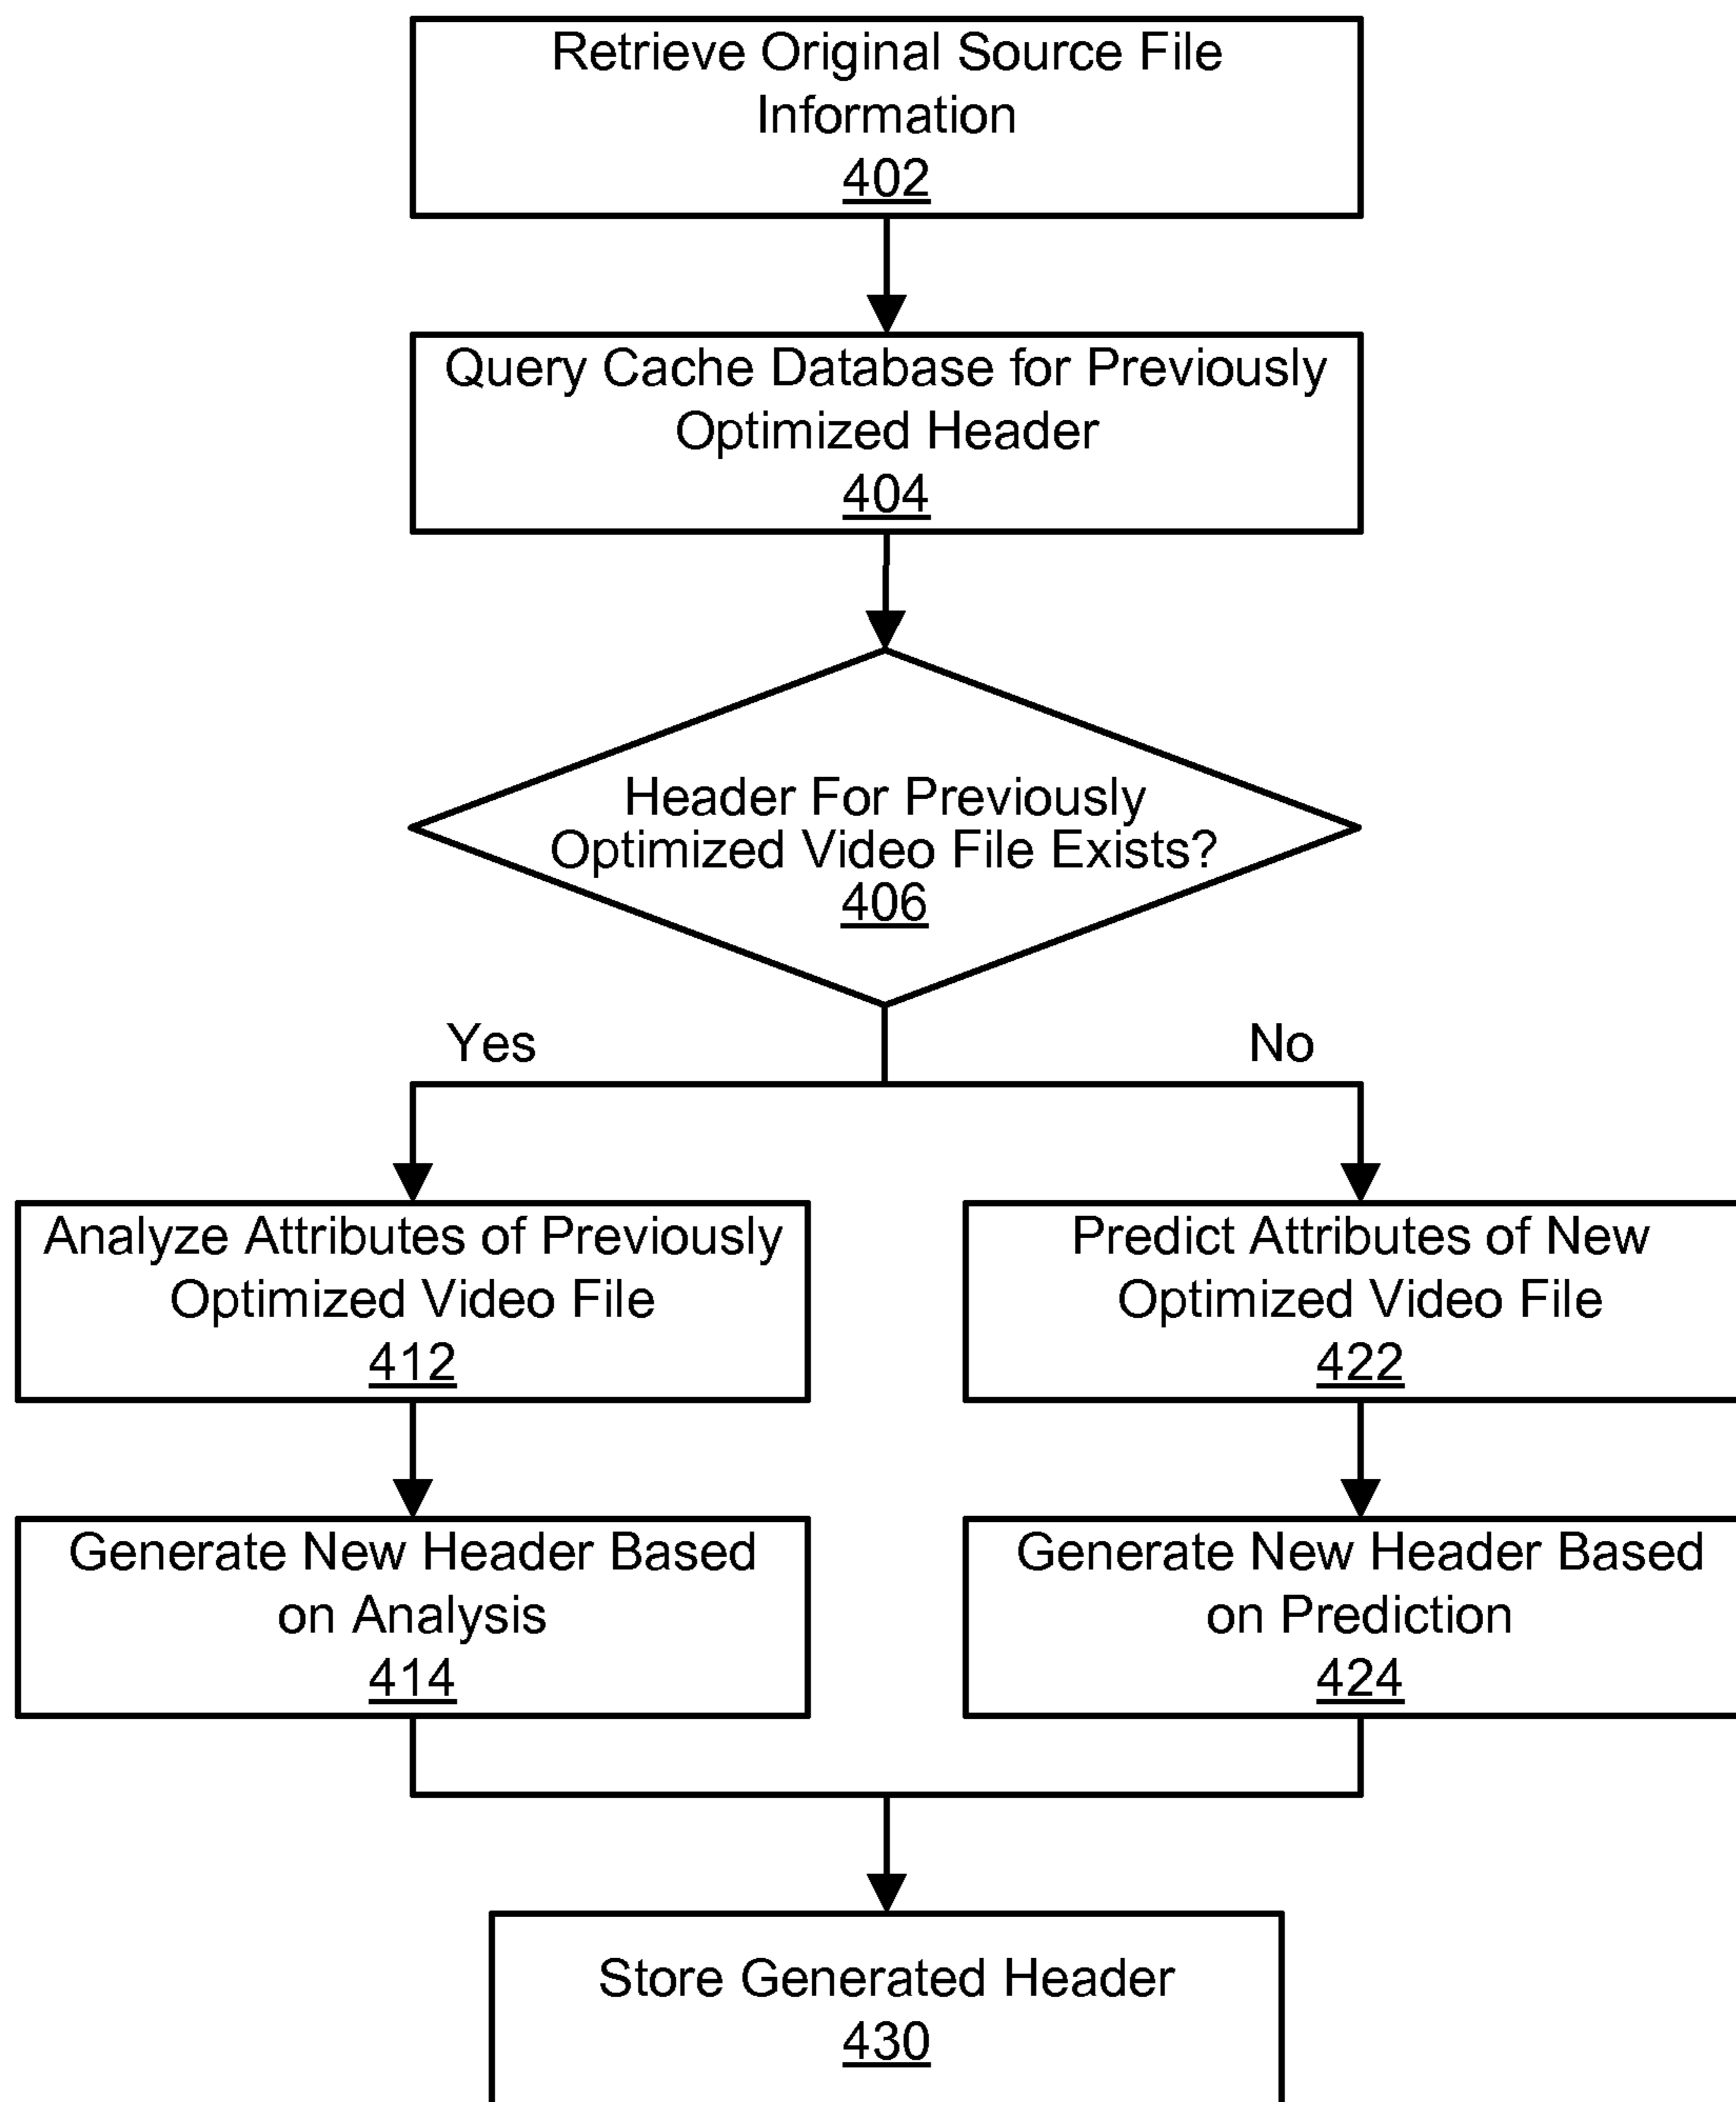 Retrieve Original Source File
Information
402
Query Cache Database for Previously
Optimized Header
404
Header For Previously
Optimized Video File Exists?
406
Yes
No
Analyze Attributes of Previously
Optimized Video File
412
Predict Attributes of New
Optimized Video File
422
Generate New Header Based
on Analysis
414
Generate New Header Based
on Prediction
424
Store Generated Header
430